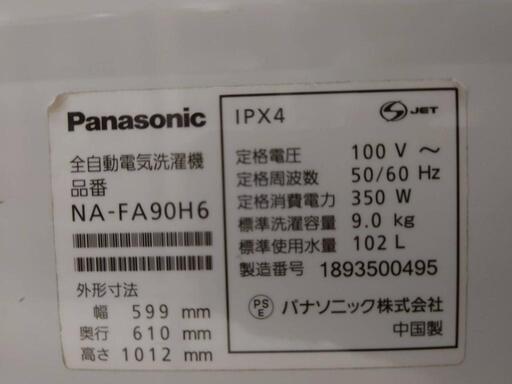 Panasonic
全自動電気洗濯機
品番
NA-FA90H6
外形寸法
幅 599 mm
奥行 610 mm
高さ 1012 mm
IPX4
S JET
定格電圧 100 V ～
定格周波数 50/60 Hz
定格消費電力 350 W
標準洗濯容量 9.0 kg
標準使用水量 102 L
製造番号 1893500495
PS E パナソニック株式会社
中国製